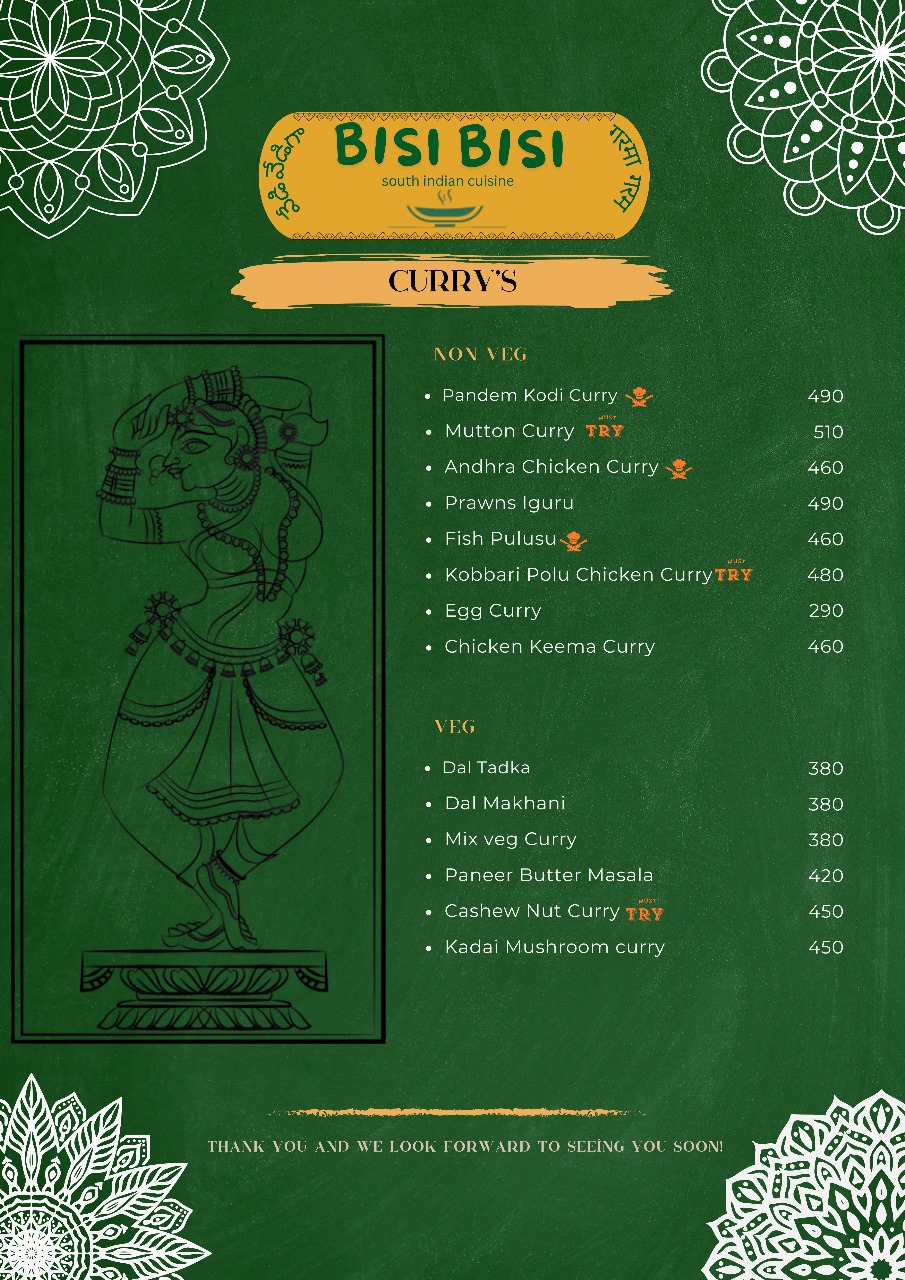 వేడి వేడిగా
BISI BISI
गरमा गरम
south indian cuisine
CURRY'S
NON VEG
• Pandem Kodi Curry 490
• Mutton Curry MUST TRY 510
• Andhra Chicken Curry 460
• Prawns Iguru 490
• Fish Pulusu 460
• Kobbari Polu Chicken Curry MUST TRY 480
• Egg Curry 290
• Chicken Keema Curry 460
VEG
• Dal Tadka 380
• Dal Makhani 380
• Mix veg Curry 380
• Paneer Butter Masala 420
• Cashew Nut Curry MUST TRY 450
• Kadai Mushroom curry 450
THANK YOU AND WE LOOK FORWARD TO SEEING YOU SOON!